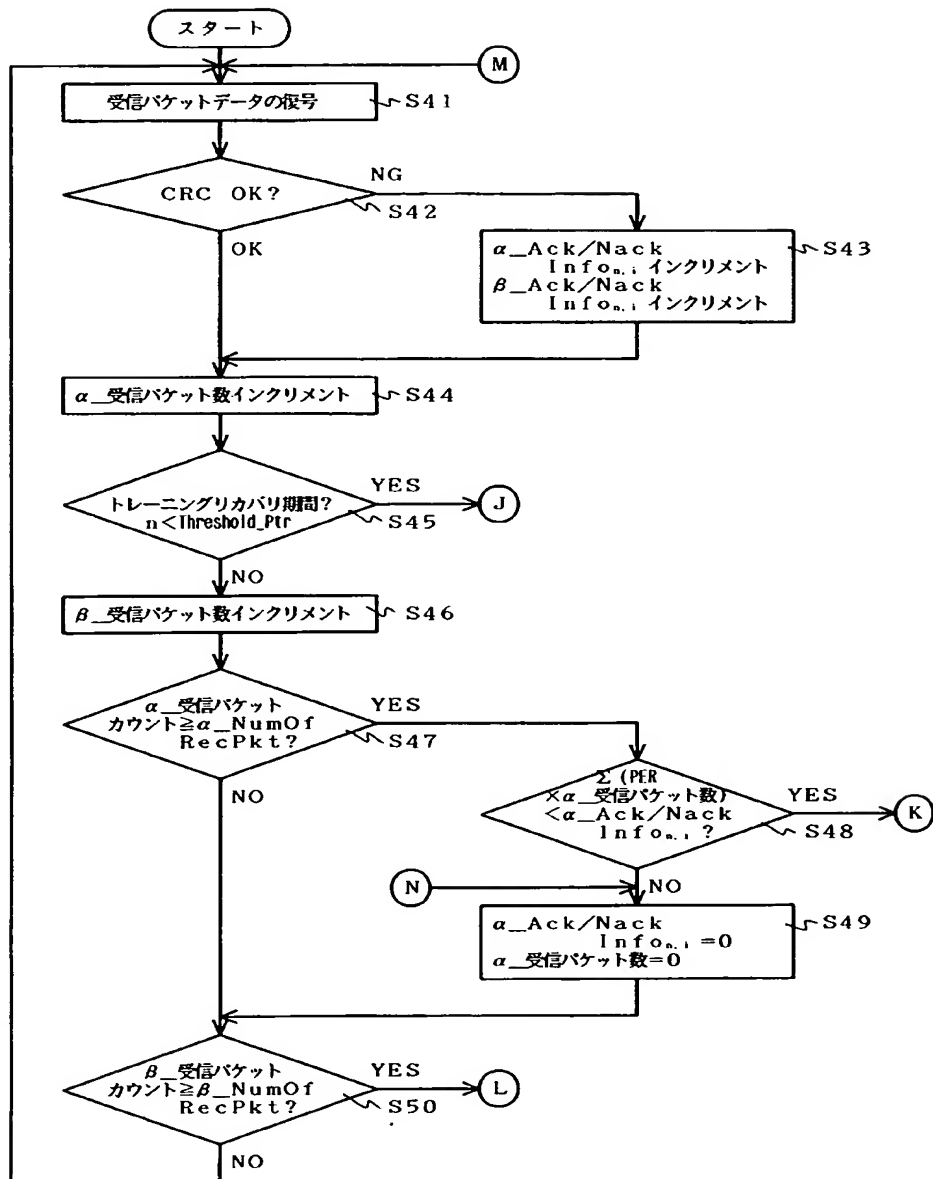 スタート
M
受信パケットデータの復号
S41
CRC OK?
NG
S42
OK
α_Ack/Nack
Infoₙ,ᵢ インクリメント
β_Ack/Nack
Infoₙ,ᵢ インクリメント
S43
α_受信パケット数インクリメント
S44
トレーニングリカバリ期間?
n<Threshold_Ptr
YES
S45
J
NO
β_受信パケット数インクリメント
S46
α_受信パケット
カウント≧α_NumOf
RecPkt?
YES
S47
NO
Σ(PER
×α_受信パケット数)
<α_Ack/Nack
Infoₙ,ᵢ?
YES
S48
K
N
NO
α_Ack/Nack
Infoₙ,ᵢ=0
α_受信パケット数=0
S49
β_受信パケット
カウント≧β_NumOf
RecPkt?
YES
S50
L
NO